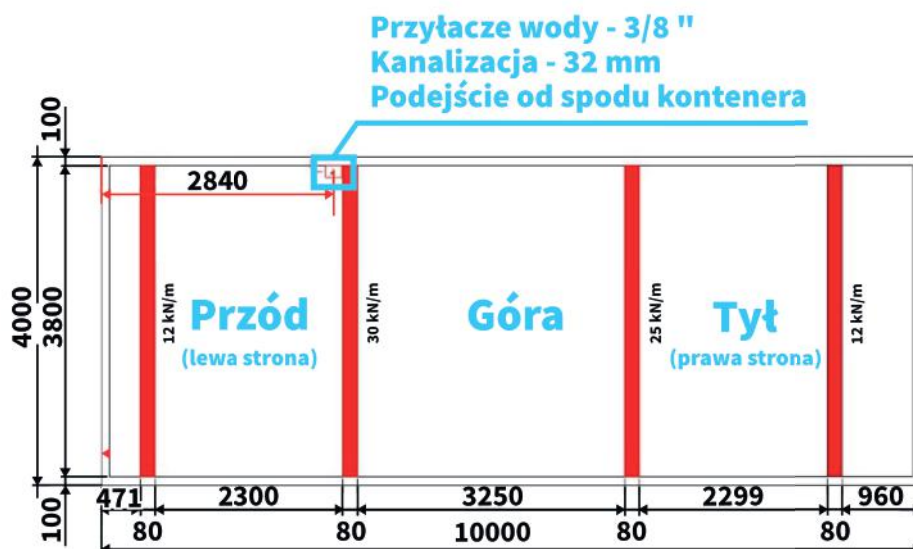 Przyłacze wody - 3/8 "
Kanalizacja - 32 mm
Podejście od spodu kontenera
100
2840
4000
3800
12 kN/m
Przód
(lewa strona)
30 kN/m
Góra
25 kN/m
Tył
(prawa strona)
12 kN/m
100
471
2300
3250
2299
960
80
80
10000
80
80